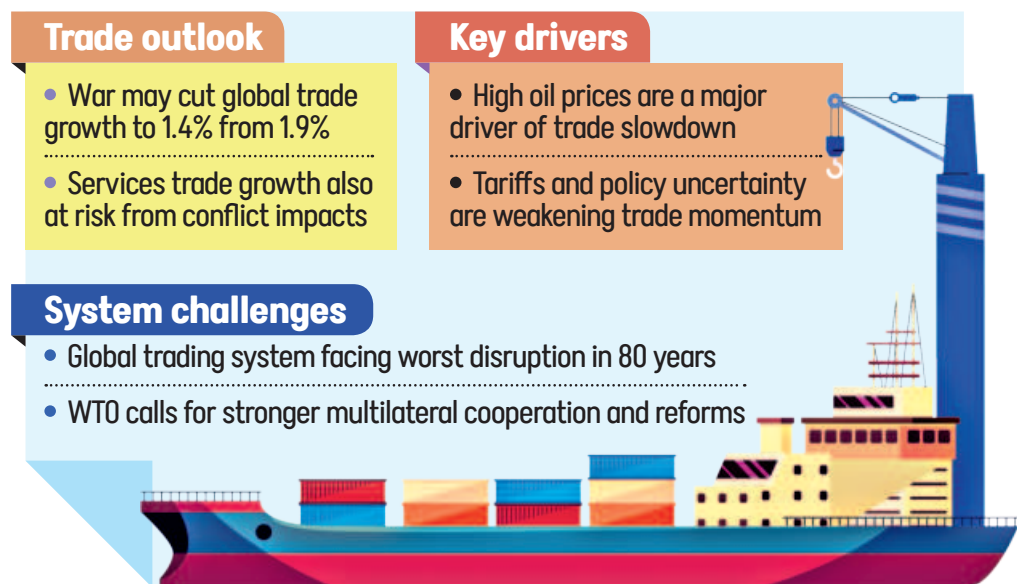 Trade outlook
• War may cut global trade
growth to 1.4% from 1.9%
• Services trade growth also
at risk from conflict impacts
Key drivers
• High oil prices are a major
driver of trade slowdown
• Tariffs and policy uncertainty
are weakening trade momentum
System challenges
• Global trading system facing worst disruption in 80 years
• WTO calls for stronger multilateral cooperation and reforms